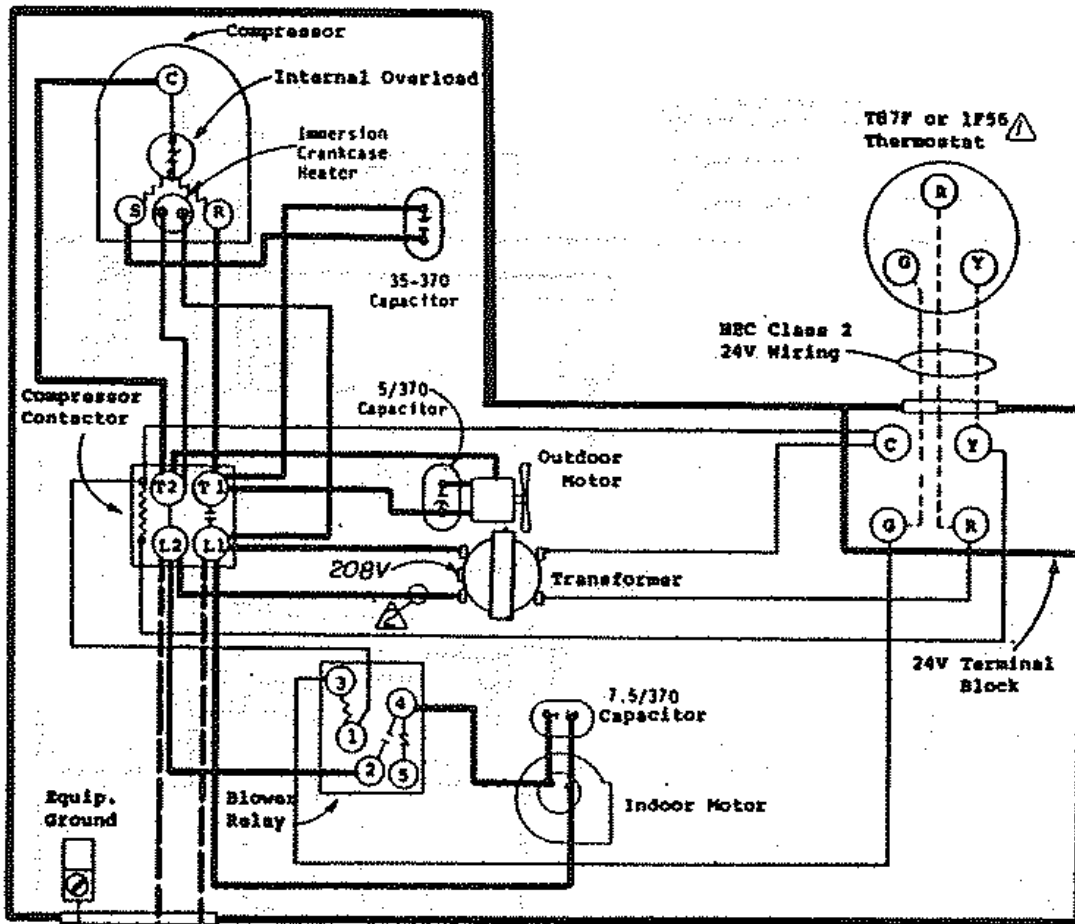 Compressor
C
Internal Overload
Immersion
Crankcase
Heater
S
R
35-370
Capacitor
T87F or 1F56
Thermostat
1
R
G
Y
NEC Class 2
24V Wiring
Compressor
Contactor
5/370
Capacitor
Outdoor
Motor
C
Y
T2
T1
L2
L1
G
R
208V
Transformer
2
24V Terminal
Block
3
4
1
2
5
7.5/370
Capacitor
Equip.
Ground
Blower
Relay
Indoor Motor